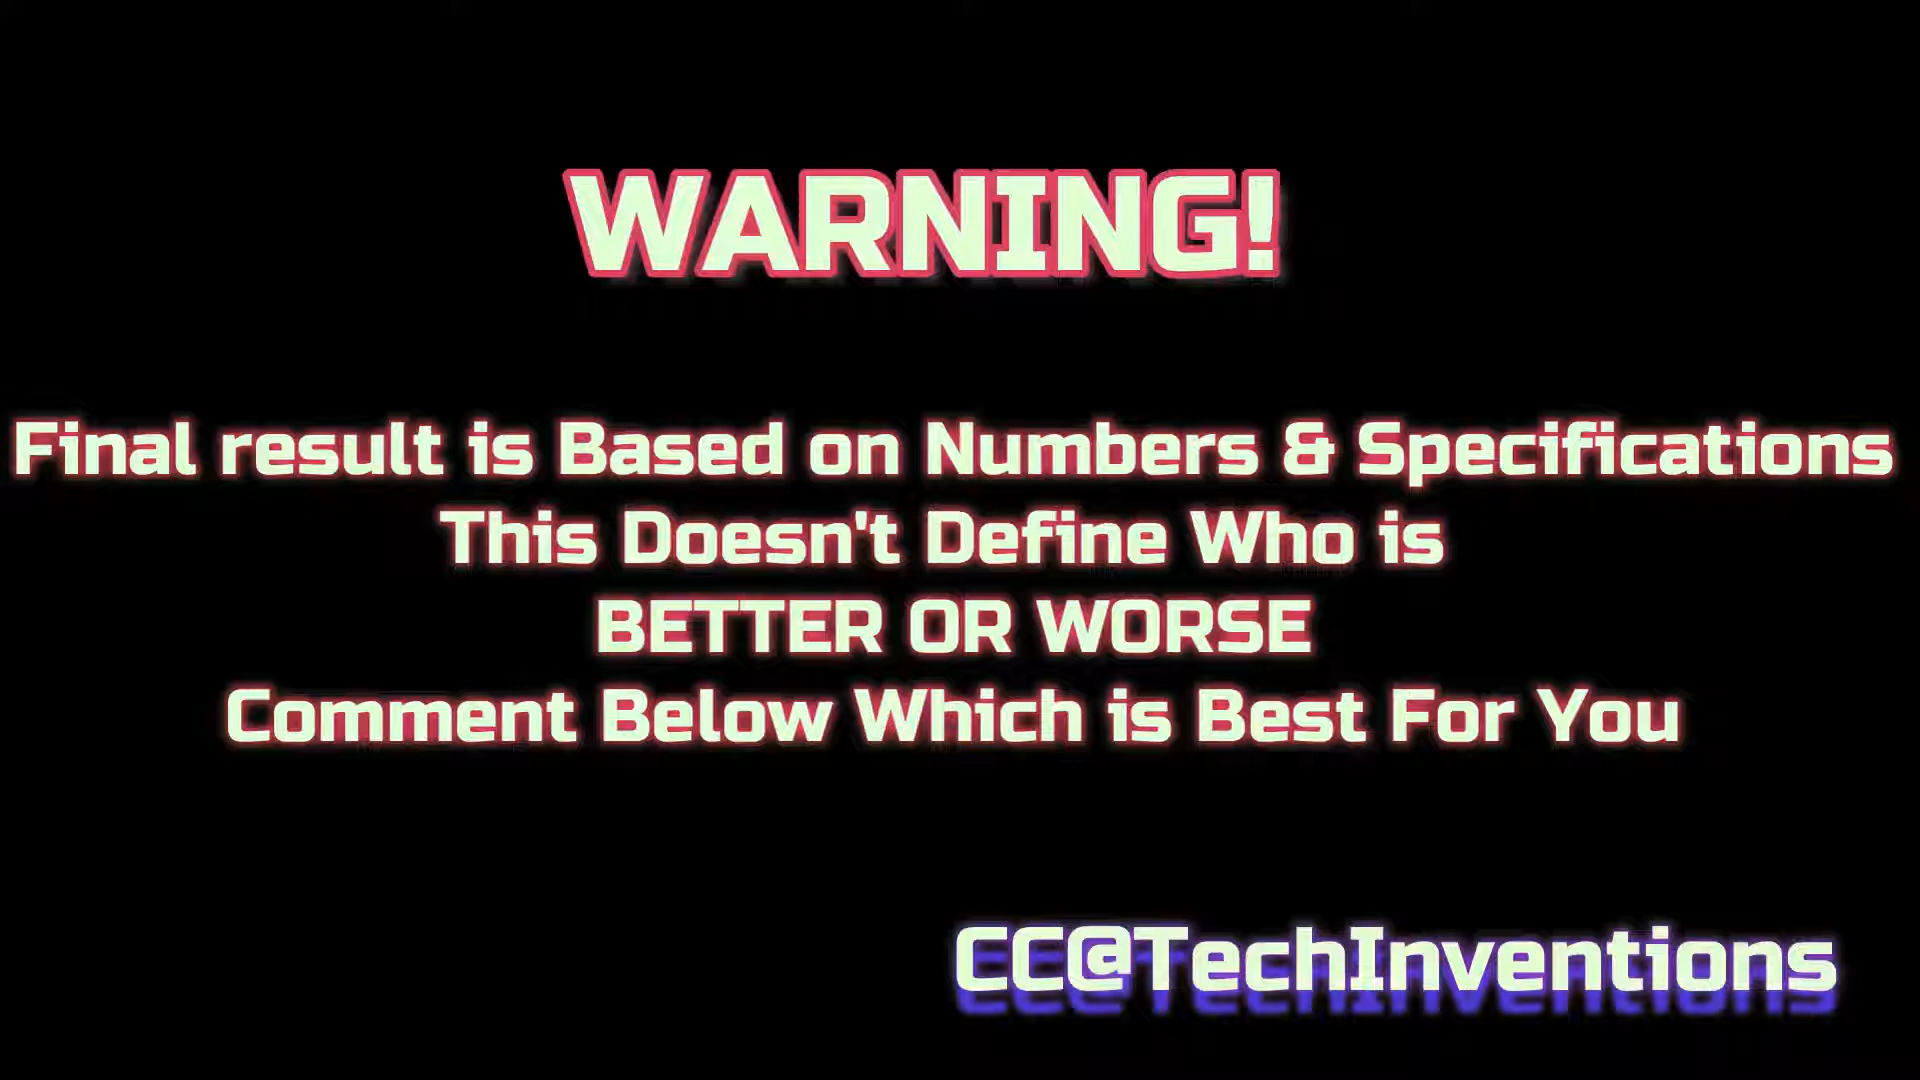 WARNING!
Final result is Based on Numbers & Specifications
This Doesn't Define Who is
BETTER OR WORSE
Comment Below Which is Best For You
CC@TechInventions